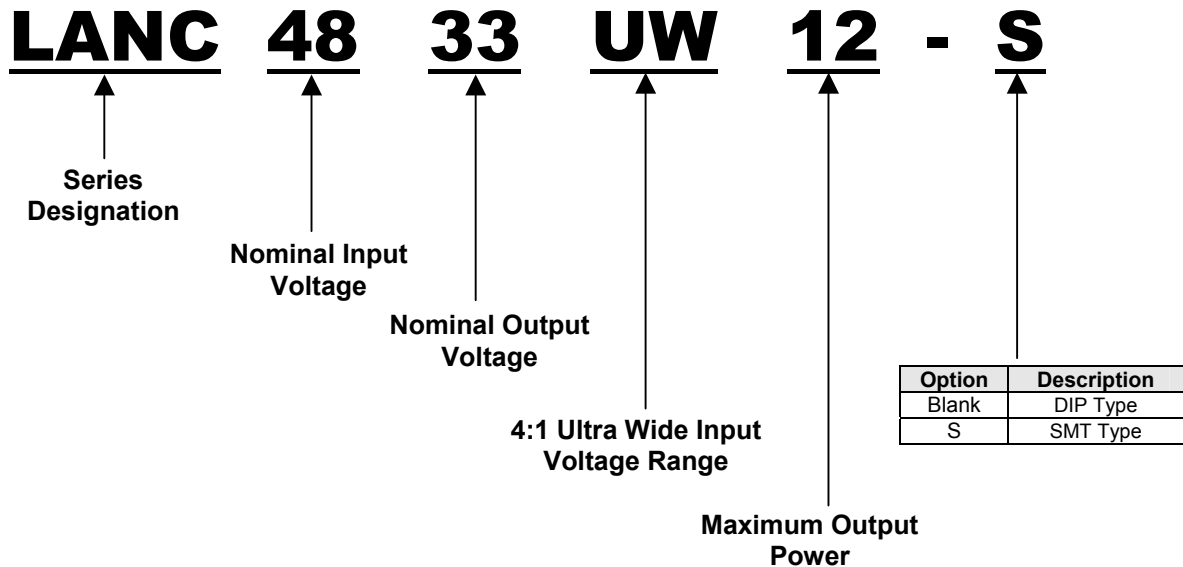 LANC 48 33 UW 12 - S
Series
Designation
Nominal Input
Voltage
Nominal Output
Voltage
4:1 Ultra Wide Input
Voltage Range
Maximum Output
Power
Option Description
Blank DIP Type
S SMT Type